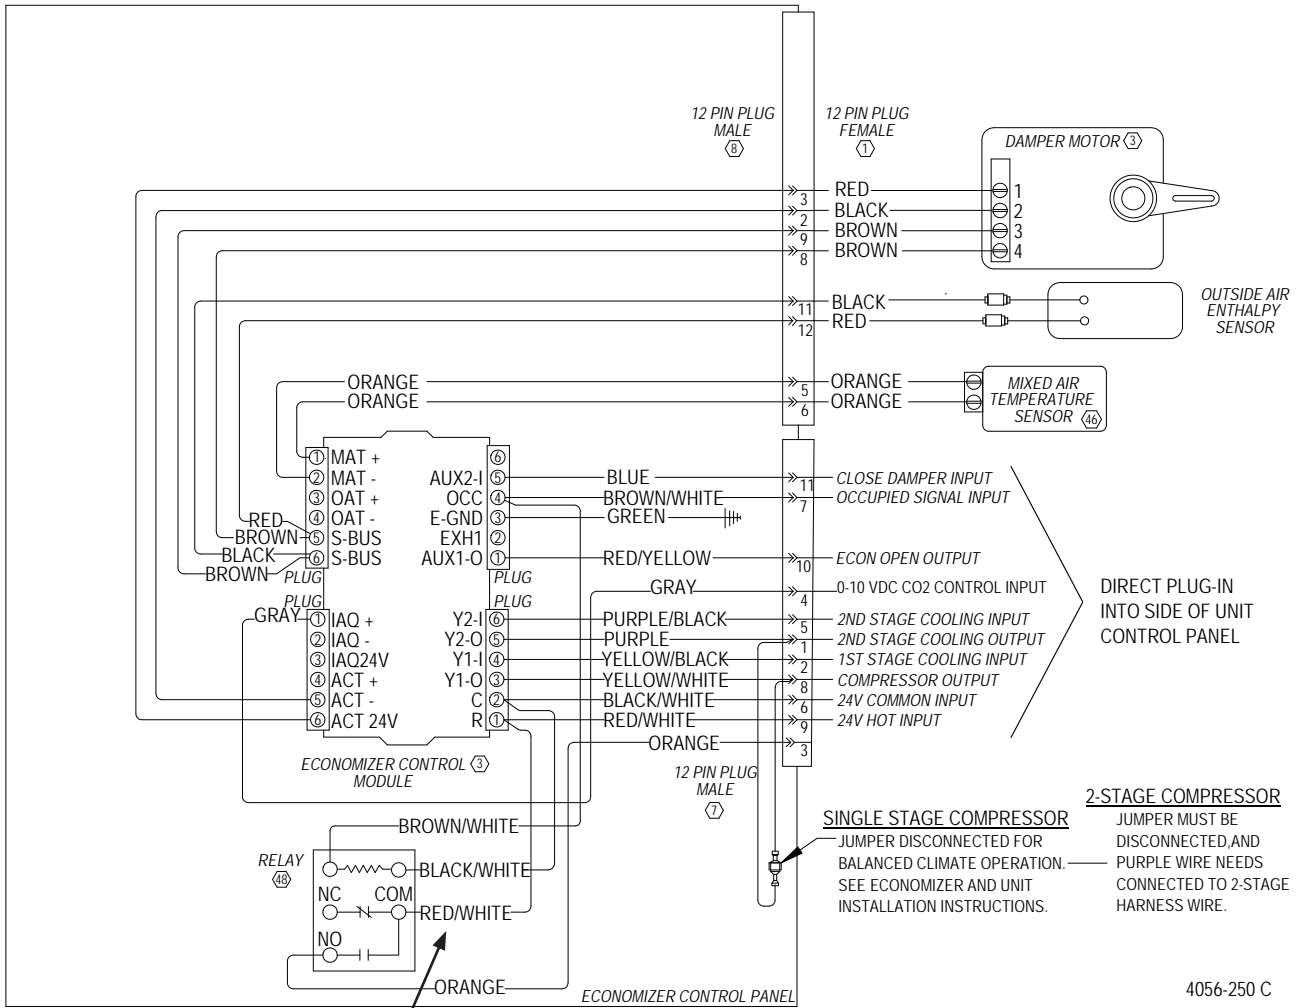 12 PIN PLUG
MALE
8
12 PIN PLUG
FEMALE
1
DAMPER MOTOR 3
3
RED
1
2
BLACK
2
9
BROWN
3
8
BROWN
4
11
BLACK
12
RED
OUTSIDE AIR
ENTHALPY
SENSOR
ORANGE
5
ORANGE
ORANGE
6
ORANGE
MIXED AIR
TEMPERATURE
SENSOR 46
1 MAT +
2 MAT -
3 OAT +
4 OAT -
RED
BROWN
5 S-BUS
BLACK
6 S-BUS
BROWN
PLUG
6
AUX2-I 5
BLUE
11
CLOSE DAMPER INPUT
OCC 4
BROWN/WHITE
7
OCCUPIED SIGNAL INPUT
E-GND 3
GREEN
EXH1 2
AUX1-O 1
RED/YELLOW
10
ECON OPEN OUTPUT
PLUG
PLUG
PLUG
GRAY
4
0-10 VDC CO2 CONTROL INPUT
GRAY
1 IAQ +
2 IAQ -
3 IAQ24V
4 ACT +
5 ACT -
6 ACT 24V
Y2-I 6
PURPLE/BLACK
5
2ND STAGE COOLING INPUT
Y2-O 5
PURPLE
1
2ND STAGE COOLING OUTPUT
Y1-I 4
YELLOW/BLACK
2
1ST STAGE COOLING INPUT
Y1-O 3
YELLOW/WHITE
8
COMPRESSOR OUTPUT
C 2
BLACK/WHITE
6
24V COMMON INPUT
R 1
RED/WHITE
9
24V HOT INPUT
ORANGE
3
DIRECT PLUG-IN
INTO SIDE OF UNIT
CONTROL PANEL
ECONOMIZER CONTROL 3
MODULE
12 PIN PLUG
MALE
7
BROWN/WHITE
RELAY
48
BLACK/WHITE
NC
COM
RED/WHITE
NO
ORANGE
SINGLE STAGE COMPRESSOR
JUMPER DISCONNECTED FOR
BALANCED CLIMATE OPERATION.
SEE ECONOMIZER AND UNIT
INSTALLATION INSTRUCTIONS.
2-STAGE COMPRESSOR
JUMPER MUST BE
DISCONNECTED,AND
PURPLE WIRE NEEDS
CONNECTED TO 2-STAGE
HARNESS WIRE.
ECONOMIZER CONTROL PANEL
4056-250 C